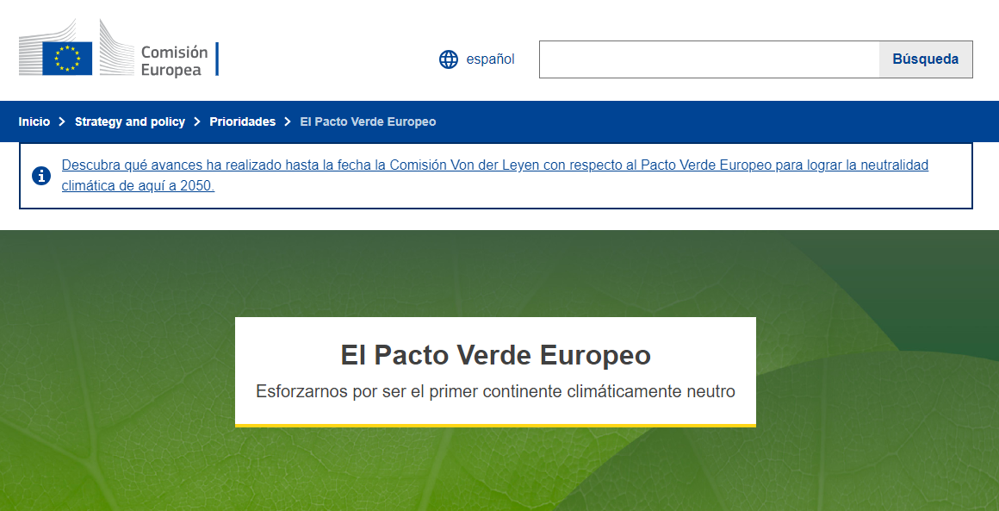 Comisión
Europea
español
Búsqueda
Inicio
Strategy and policy
Prioridades
El Pacto Verde Europeo
Descubra qué avances ha realizado hasta la fecha la Comisión Von der Leyen con respecto al Pacto Verde Europeo para lograr la neutralidad
climática de aquí a 2050.
El Pacto Verde Europeo
Esforzarnos por ser el primer continente climáticamente neutro